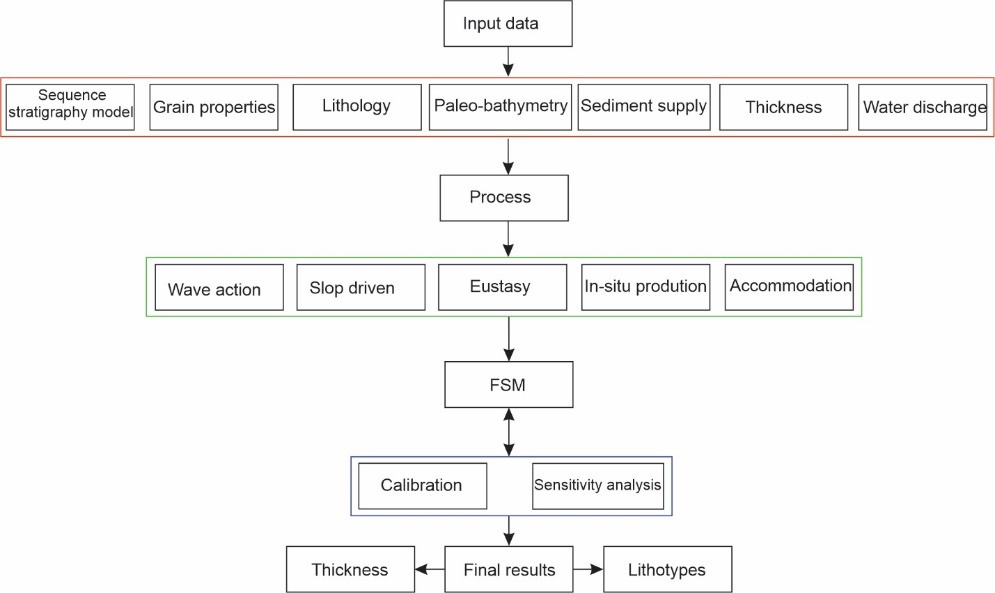 Input data
Sequence
stratigraphy model
Grain properties
Lithology
Paleo-bathymetry
Sediment supply
Thickness
Water discharge
Process
Wave action
Slop driven
Eustasy
In-situ prodution
Accommodation
FSM
Calibration
Sensitivity analysis
Thickness
Final results
Lithotypes